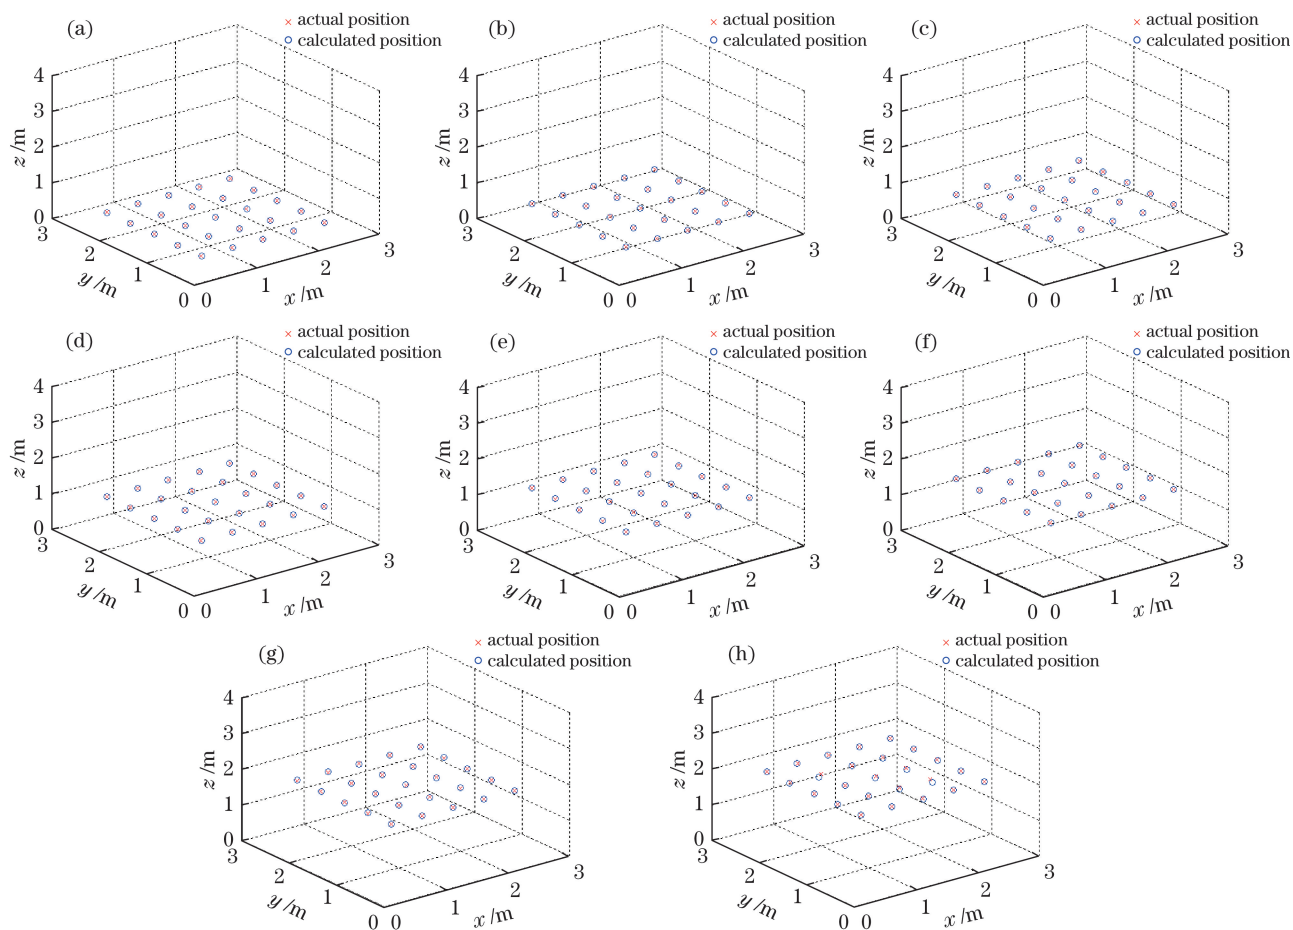 (a)
× actual position
○ calculated position
4
3
2
1
0
z /m
3
2
1
0
y /m
0
1
2
3
x /m
(b)
× actual position
○ calculated position
4
3
2
1
0
z /m
3
2
1
0
y /m
0
1
2
3
x /m
(c)
× actual position
○ calculated position
4
3
2
1
0
z /m
3
2
1
0
y /m
0
1
2
3
x /m
(d)
× actual position
○ calculated position
4
3
2
1
0
z /m
3
2
1
0
y /m
0
1
2
3
x /m
(e)
× actual position
○ calculated position
4
3
2
1
0
z /m
3
2
1
0
y /m
0
1
2
3
x /m
(f)
× actual position
○ calculated position
4
3
2
1
0
z /m
3
2
1
0
y /m
0
1
2
3
x /m
(g)
× actual position
○ calculated position
4
3
2
1
0
z /m
3
2
1
0
y /m
0
1
2
3
x /m
(h)
× actual position
○ calculated position
4
3
2
1
0
z /m
3
2
1
0
y /m
0
1
2
3
x /m